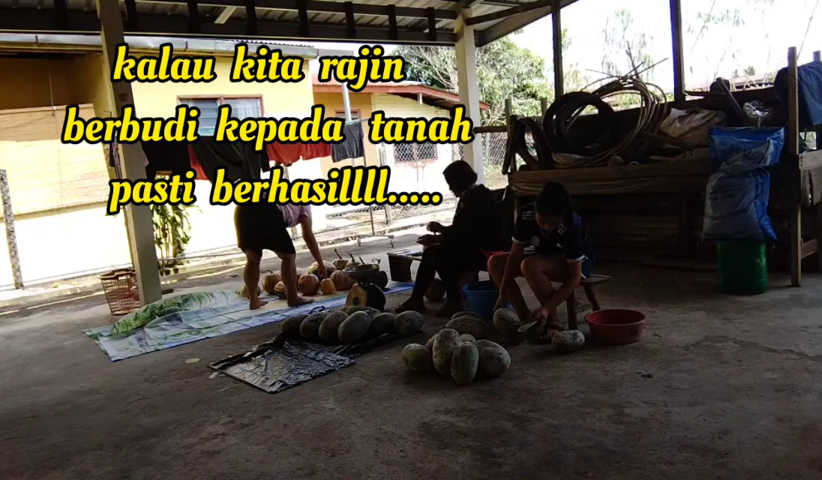 kalau kita rajin
berbudi kepada tanah
pasti berhasillll.....